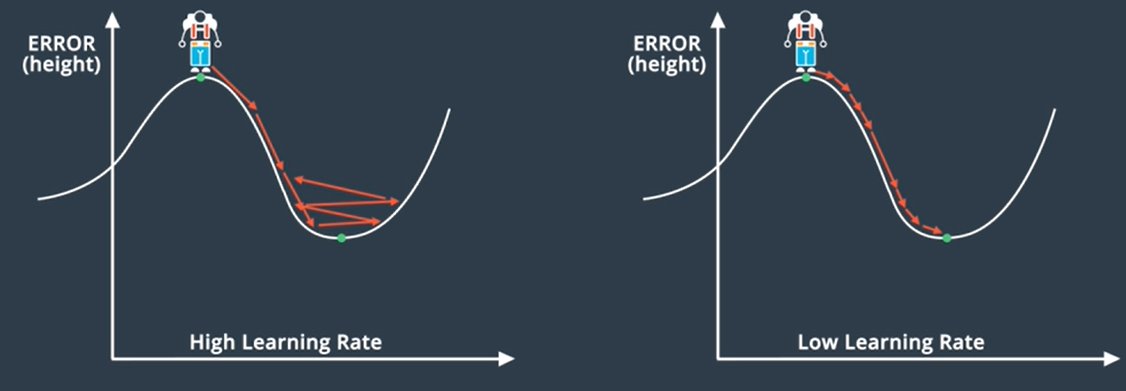 ERROR
(height)
High Learning Rate
ERROR
(height)
Low Learning Rate